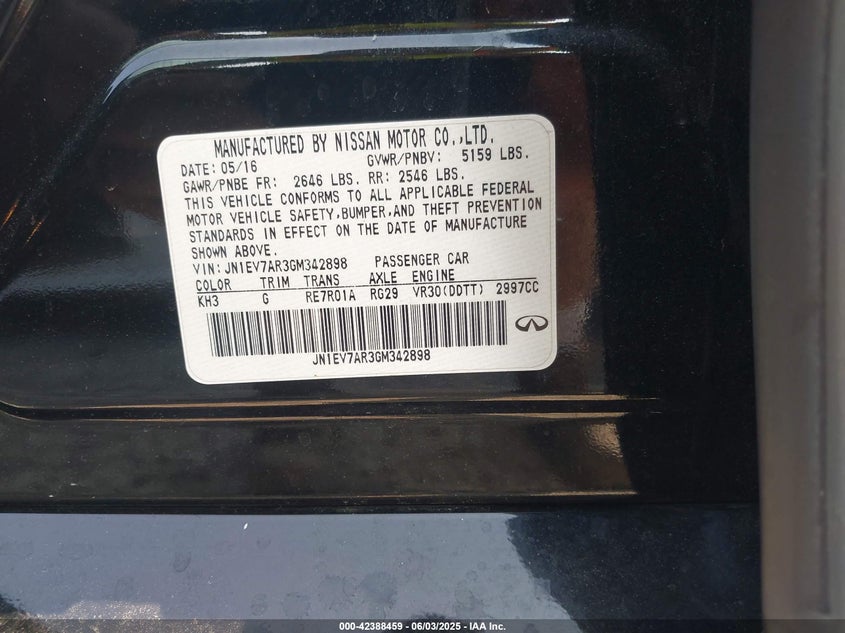 MANUFACTURED BY NISSAN MOTOR CO.,LTD.
DATE: 05/16 GVWR/PNBV: 5159 LBS.
GAWR/PNBE FR: 2646 LBS. RR: 2546 LBS.
THIS VEHICLE CONFORMS TO ALL APPLICABLE FEDERAL
MOTOR VEHICLE SAFETY,BUMPER,AND THEFT PREVENTION
STANDARDS IN EFFECT ON THE DATE OF MANUFACTURE
SHOWN ABOVE.
VIN: JN1EV7AR3GM342898 PASSENGER CAR
COLOR TRIM TRANS AXLE ENGINE
KH3 G RE7R01A RG29 VR30(DDTT) 2997CC
JN1EV7AR3GM342898
000-42388459 - 06/03/2025 - IAA Inc.